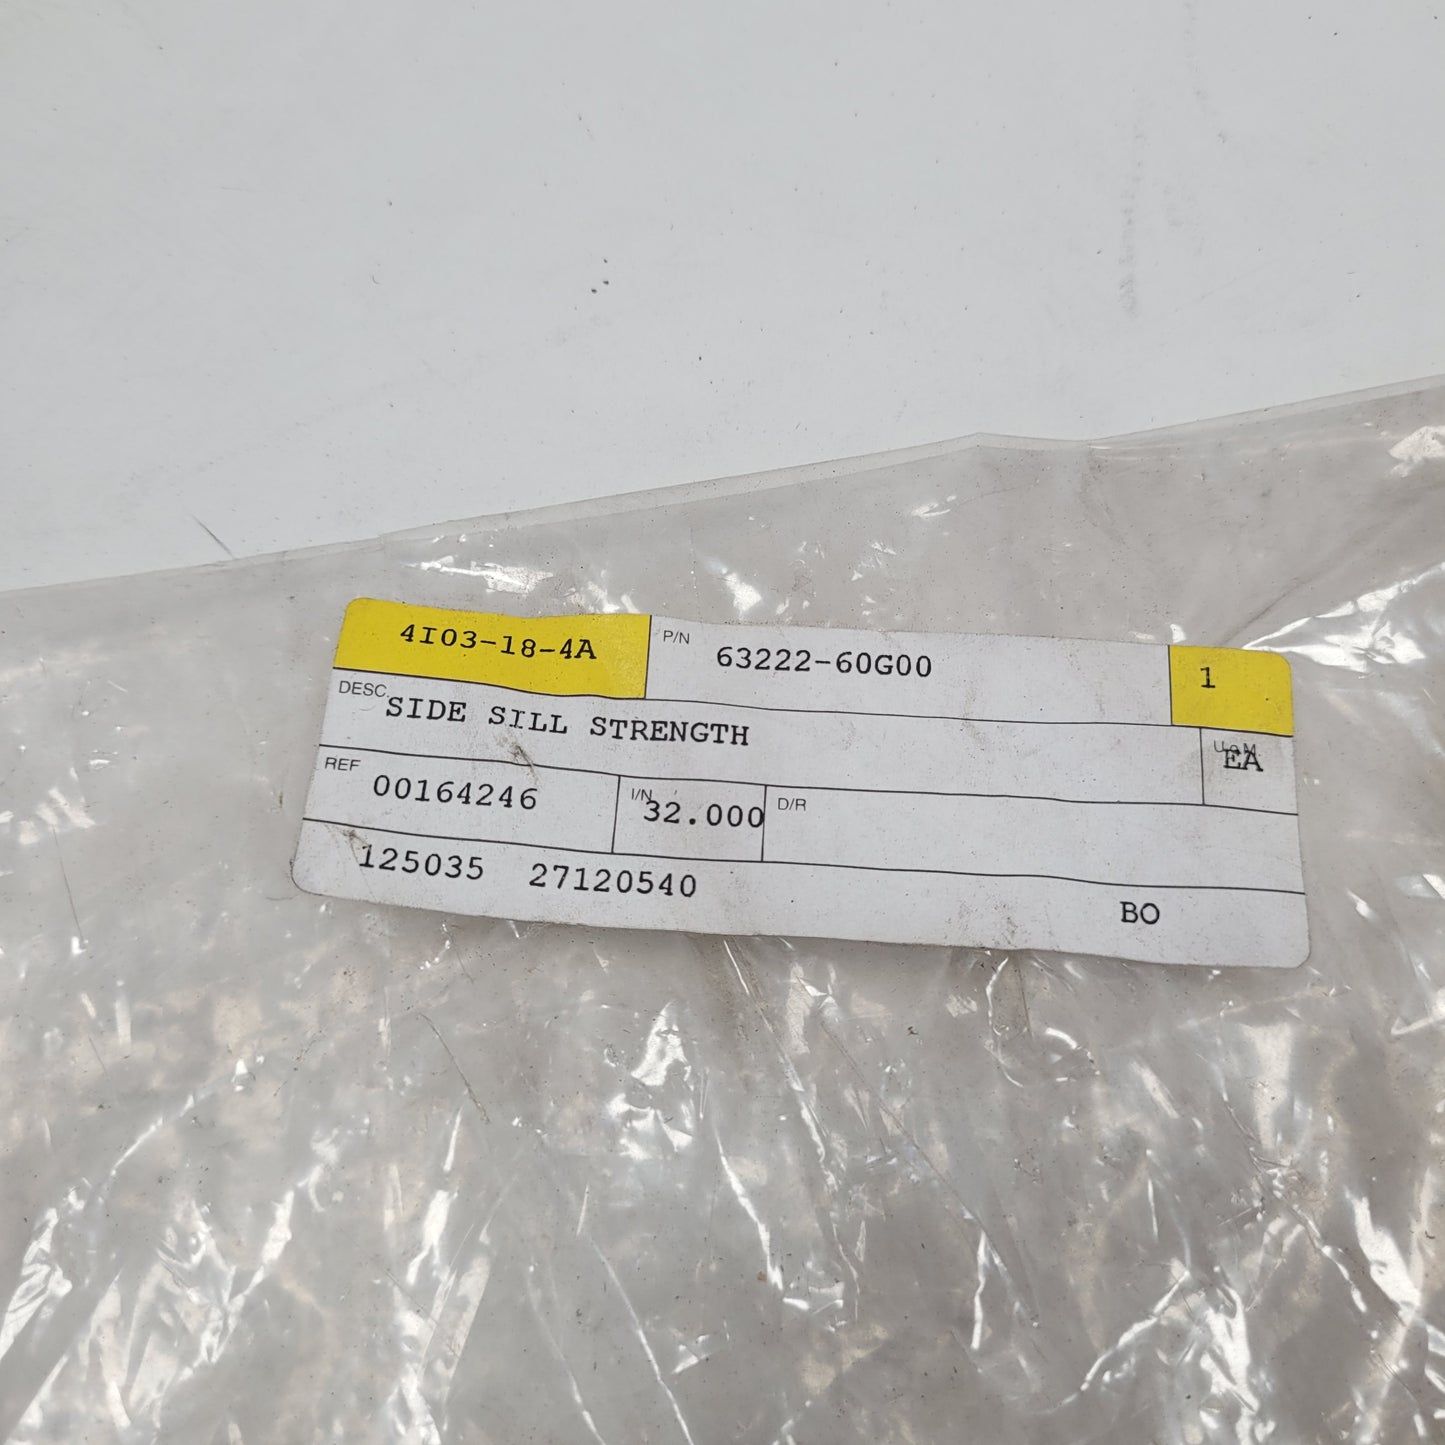 4I03-18-4A P/N 63222-60G00 1
DESC. SIDE SILL STRENGTH U.o.M. EA
REF 00164246 I/N 32.000 D/R
125035 27120540 BO